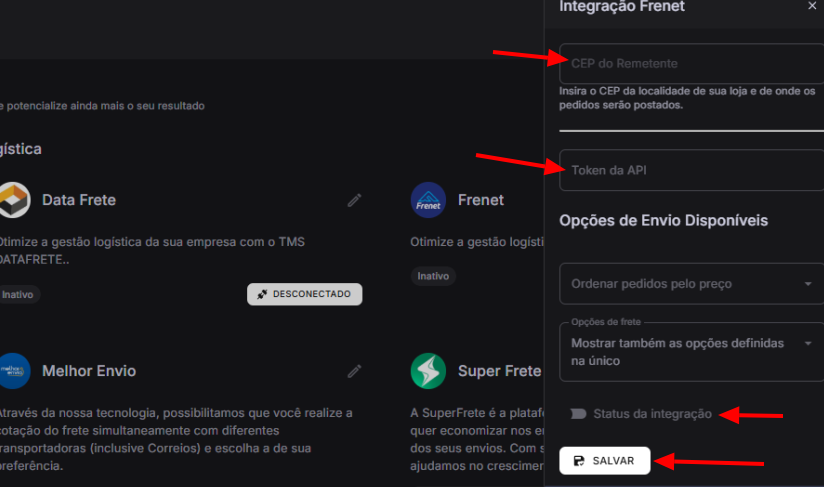 Integração Frenet
CEP do Remetente
Insira o CEP da localidade de sua loja e de onde os
pedidos serão postados.
Token da API
Opções de Envio Disponíveis
Ordenar pedidos pelo preço
Opções de frete
Mostrar também as opções definidas
na único
Status da integração
SALVAR
e potencialize ainda mais o seu resultado
gística
Data Frete
Otimize a gestão logística da sua empresa com o TMS
DATAFRETE..
Inativo
DESCONECTADO
Frenet
Frenet
Otimize a gestão logísti
Inativo
Melhor Envio
Através da nossa tecnologia, possibilitamos que você realize a
cotação do frete simultaneamente com diferentes
transportadoras (inclusive Correios) e escolha a de sua
preferência.
Super Frete
A SuperFrete é a plataf
quer economizar nos e
dos seus envios. Com s
ajudamos no crescimer